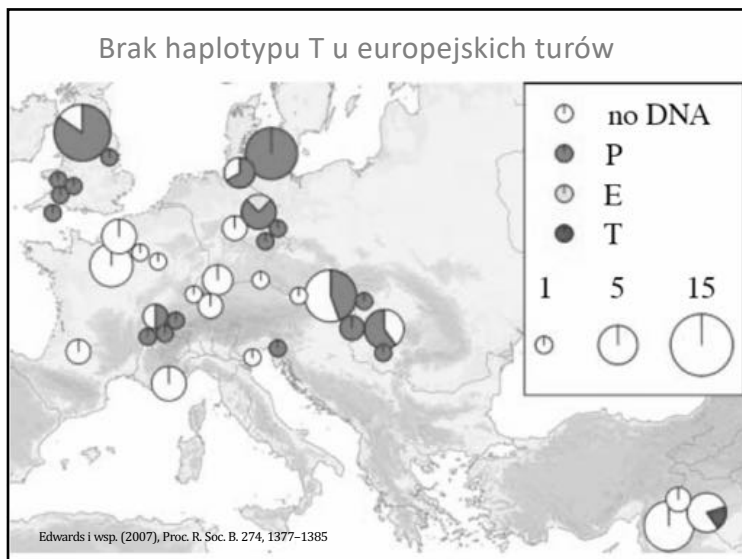 Brak haplotypu T u europejskich turów
no DNA
P
E
T
1 5 15
Edwards i wsp. (2007), Proc. R. Soc. B. 274, 1377–1385